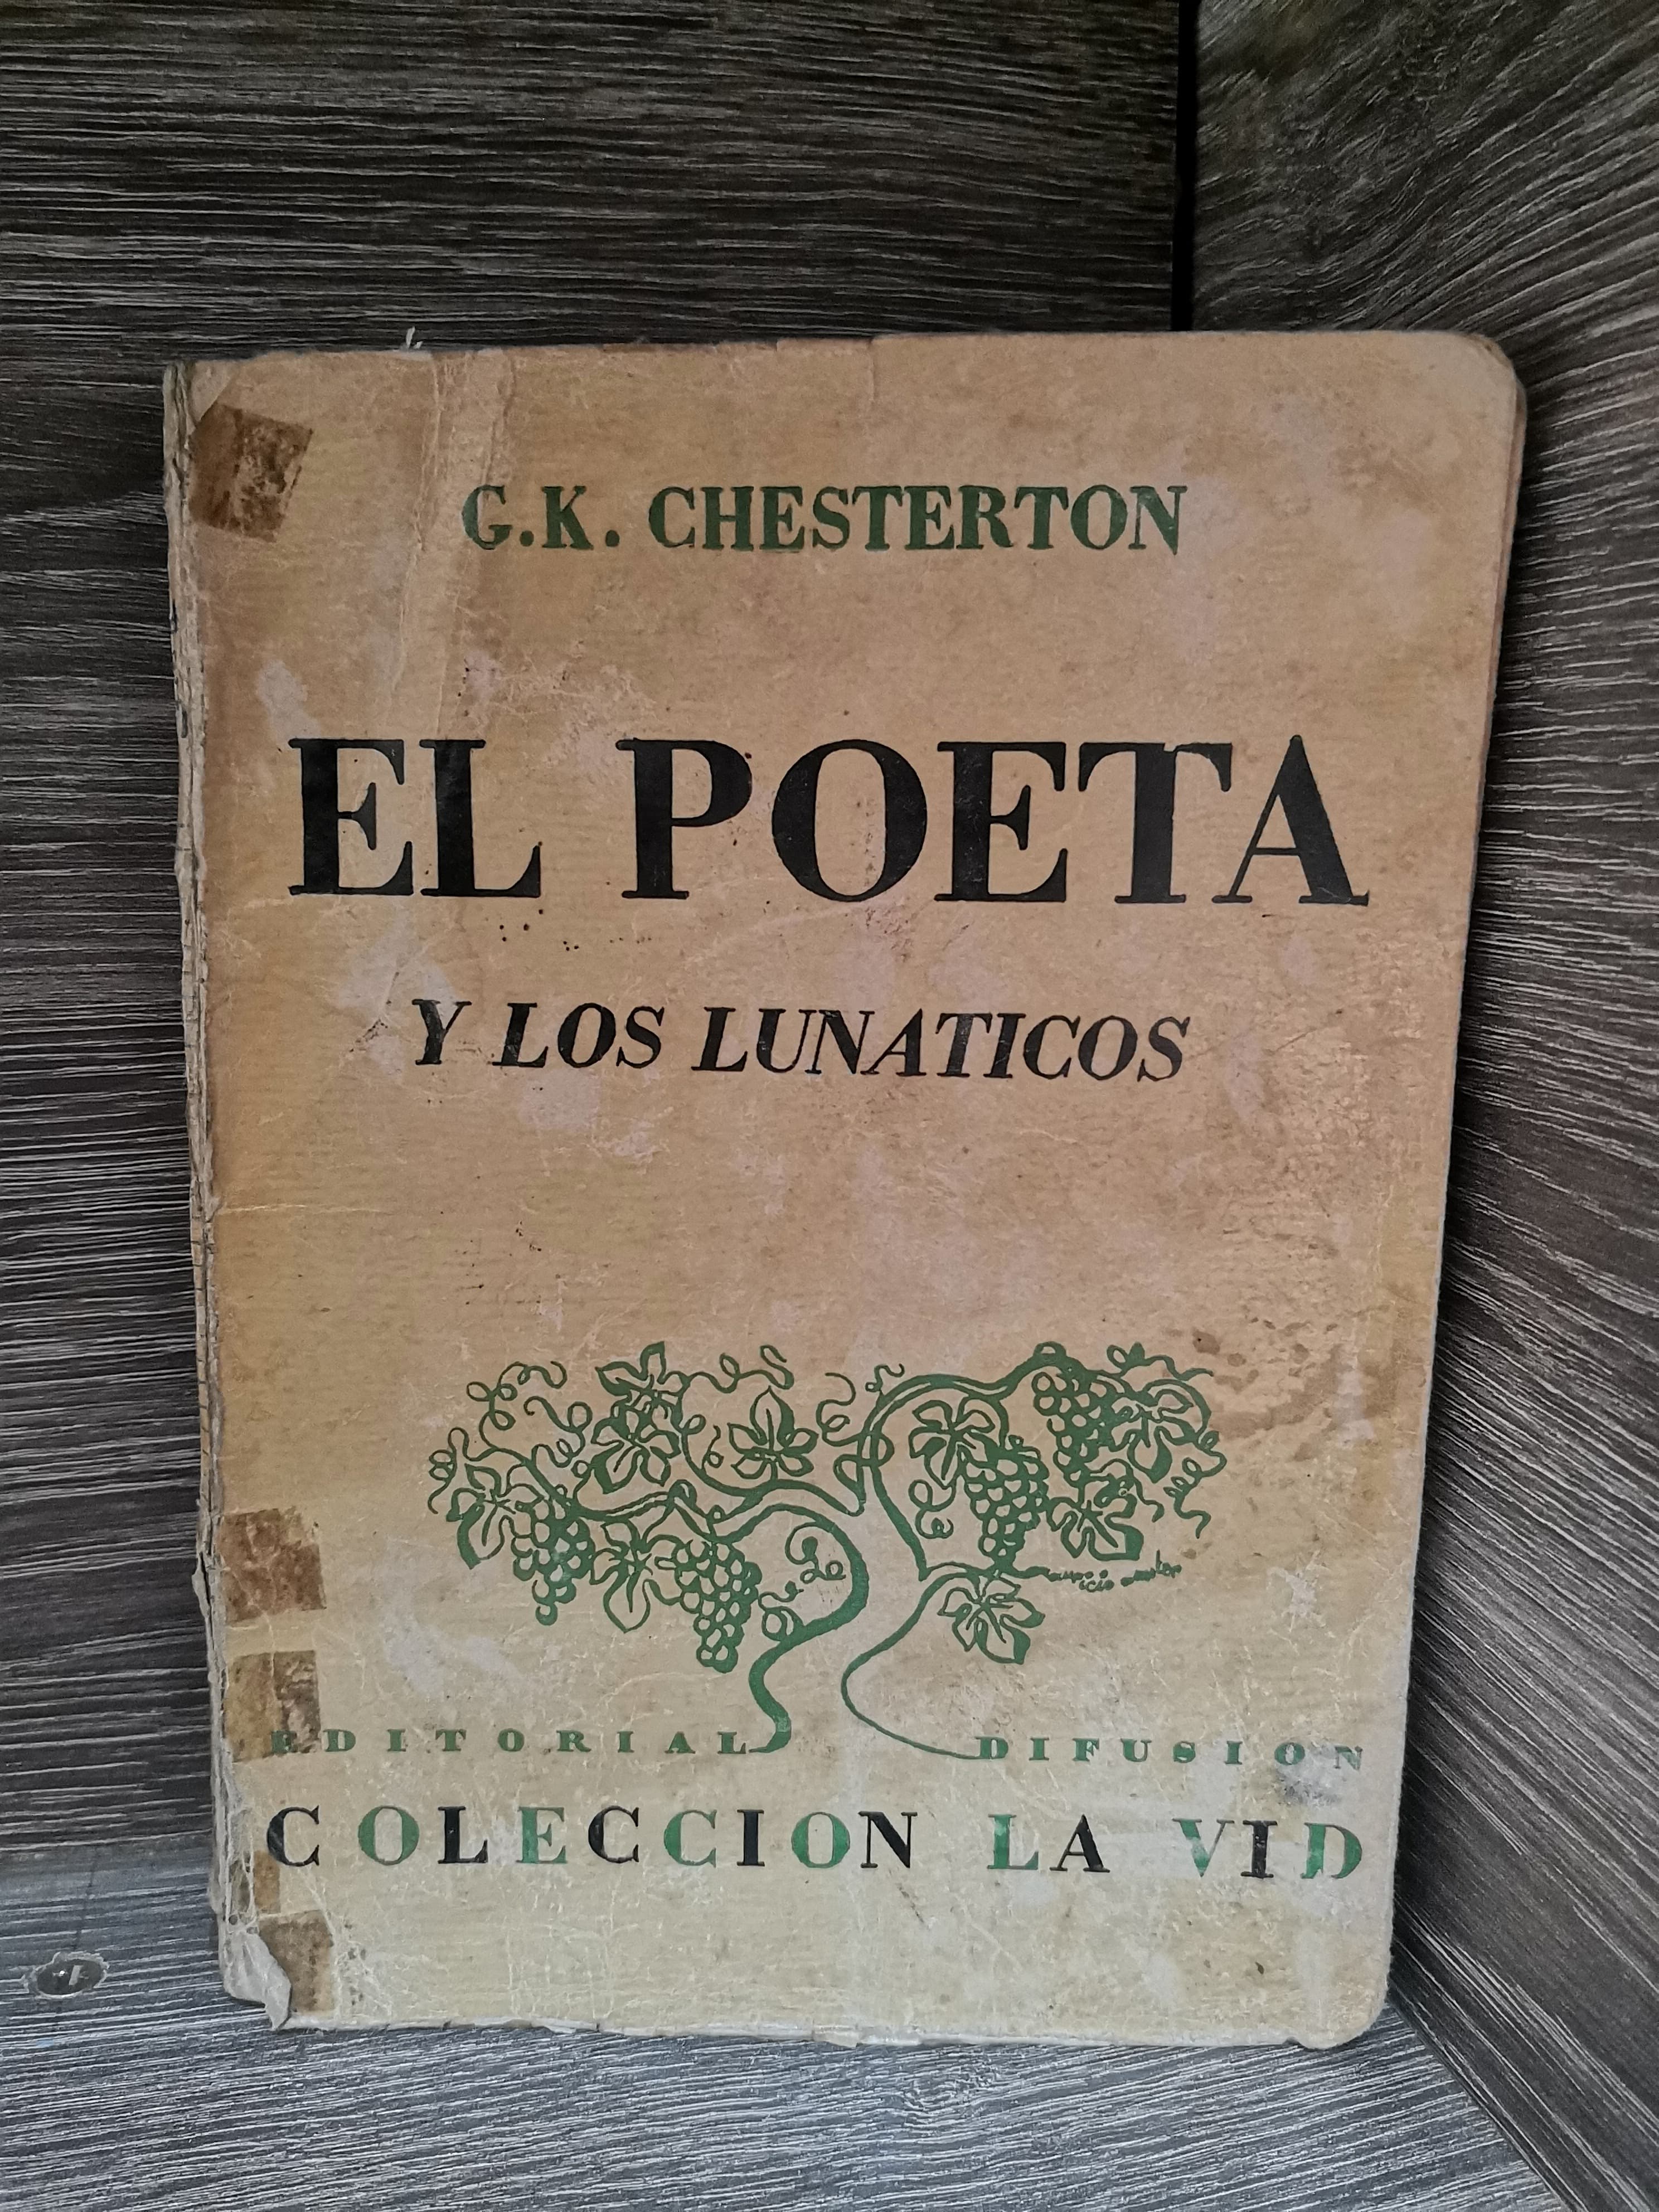 G.K. CHESTERTON
EL POETA
Y LOS LUNATICOS
EDITORIAL DIFUSION
COLECCION LA VID